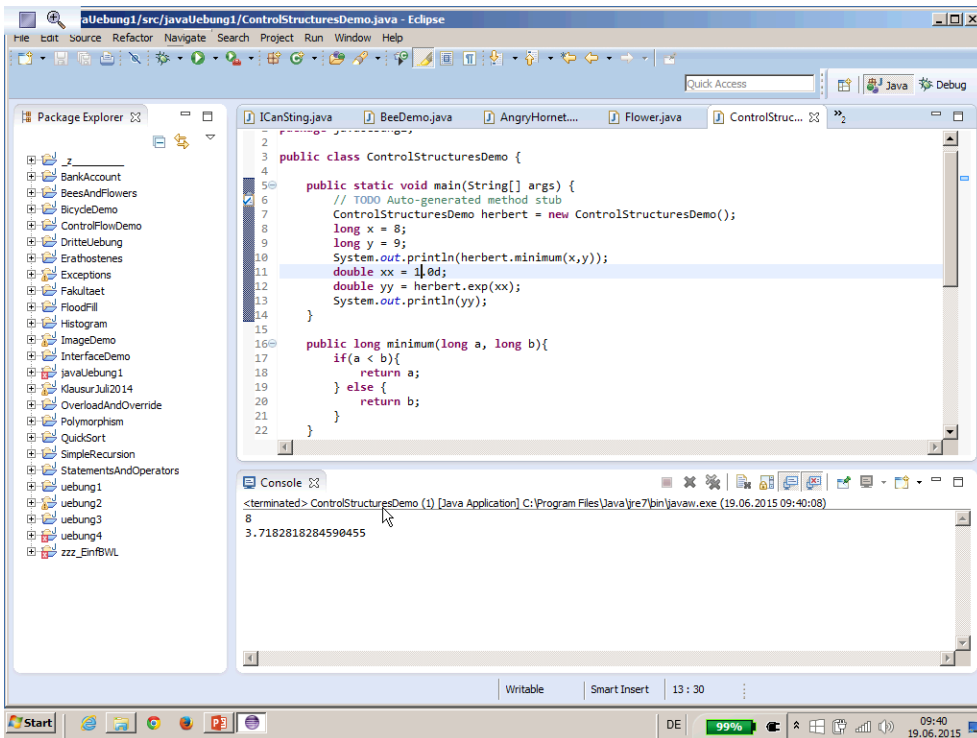 aUebung1/src/javaUebung1/ControlStructuresDemo.java - Eclipse
File Edit Source Refactor Navigate Search Project Run Window Help
Quick Access
Java
Debug
Package Explorer
_z_________
BankAccount
BeesAndFlowers
BicycleDemo
ControlFlowDemo
DritteUebung
Erathostenes
Exceptions
Fakultaet
FloodFill
Histogram
ImageDemo
InterfaceDemo
javaUebung1
KlausurJuli2014
OverloadAndOverride
Polymorphism
QuickSort
SimpleRecursion
StatementsAndOperators
uebung1
uebung2
uebung3
uebung4
zzz_EinfBWL
ICanSting.java BeeDemo.java AngryHornet.... Flower.java ControlStruc... »2
2
3 public class ControlStructuresDemo {
4
5 public static void main(String[] args) {
6 // TODO Auto-generated method stub
7 ControlStructuresDemo herbert = new ControlStructuresDemo();
8 long x = 8;
9 long y = 9;
10 System.out.println(herbert.minimum(x,y));
11 double xx = 1.0d;
12 double yy = herbert.exp(xx);
13 System.out.println(yy);
14 }
15
16 public long minimum(long a, long b){
17 if(a < b){
18 return a;
19 } else {
20 return b;
21 }
22 }
Console
<terminated> ControlStructuresDemo (1) [Java Application] C:\Program Files\Java\jre7\bin\javaw.exe (19.06.2015 09:40:08)
8
3.7182818284590455
Writable Smart Insert 13 : 30
Start
DE
99%
09:40
19.06.2015